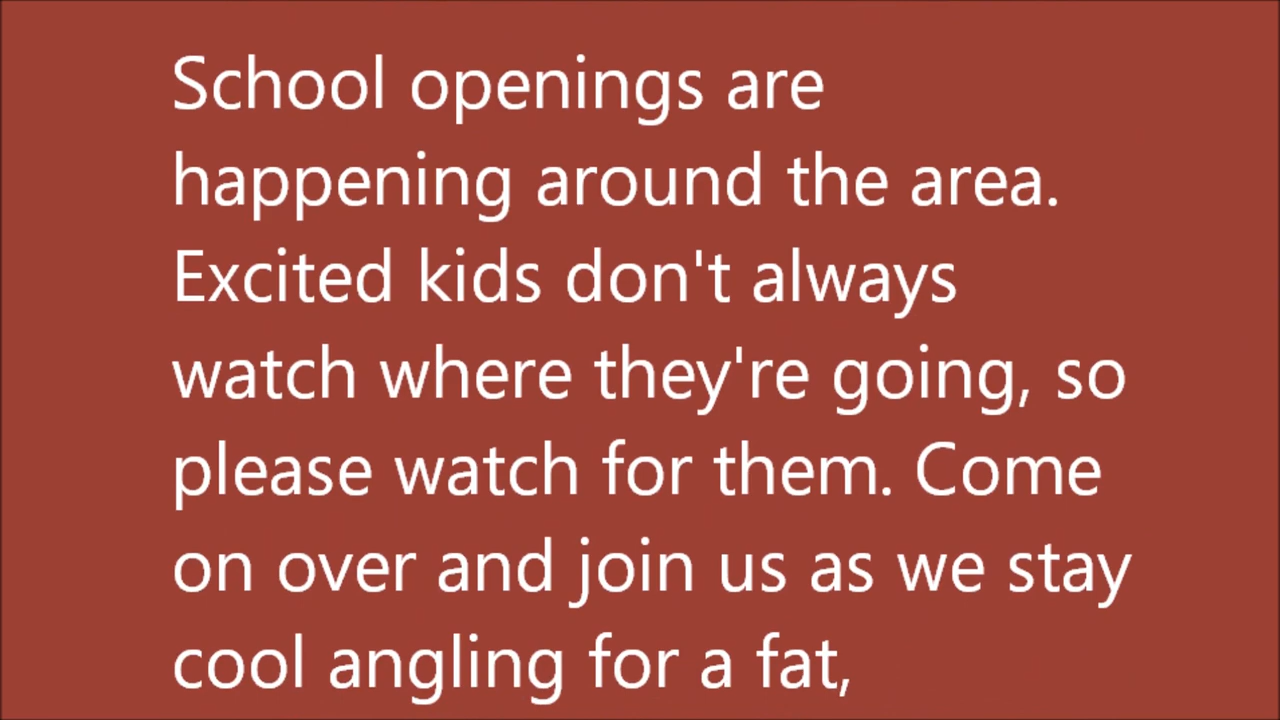 School openings are
happening around the area.
Excited kids don't always
watch where they're going, so
please watch for them. Come
on over and join us as we stay
cool angling for a fat,